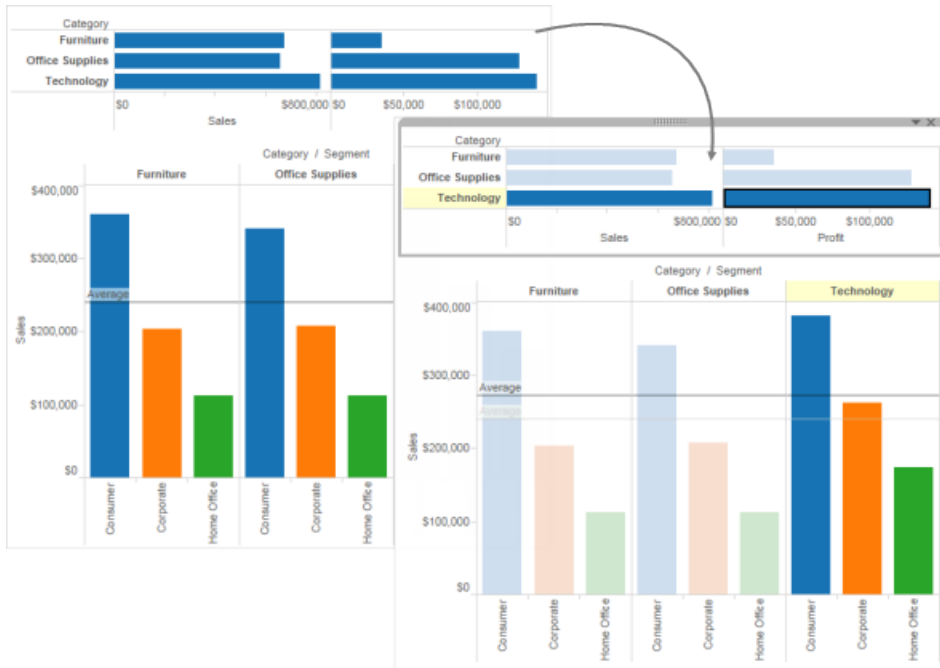 Category
Furniture
Office Supplies
Technology
$0 $800,000 $0 $50,000 $100,000
Sales
Category / Segment
Furniture Office Supplies
$400,000
$300,000
Average
$200,000
$100,000
$0
Sales
Consumer Corporate Home Office Consumer Corporate Home Office
Category
Furniture
Office Supplies
Technology
$0 $800,000 $0 $50,000 $100,000
Sales Profit
Category / Segment
Furniture Office Supplies Technology
$400,000
$300,000
Average
Average
$200,000
$100,000
$0
Sales
Consumer Corporate Home Office Consumer Corporate Home Office Consumer Corporate Home Office